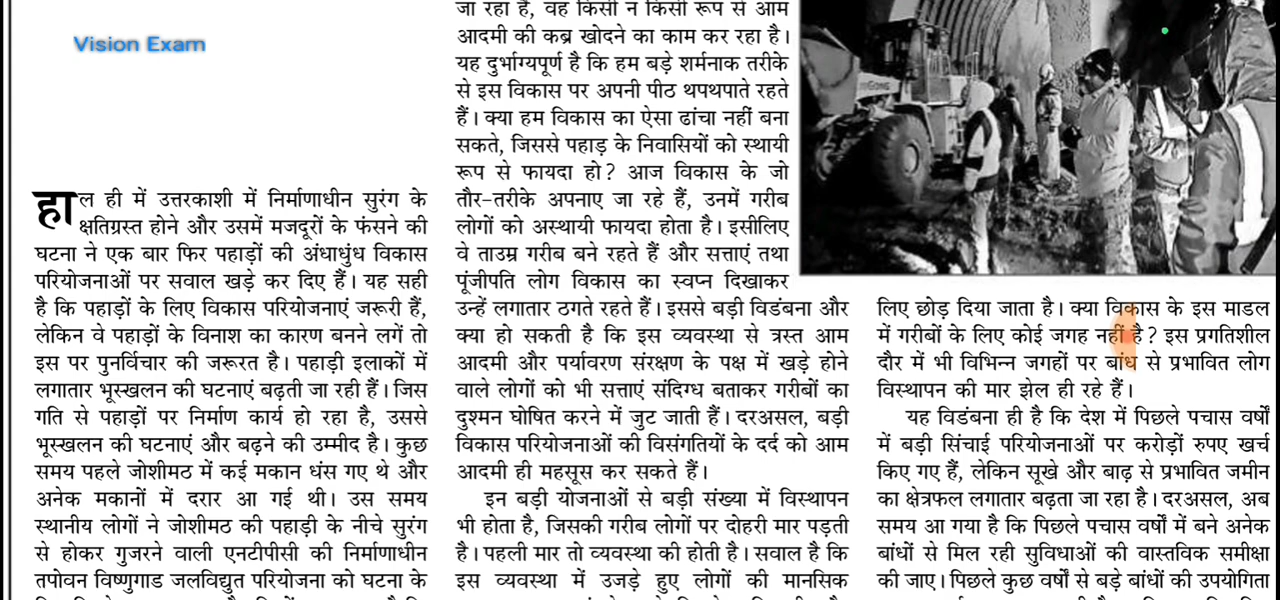 Vision Exam
हाल ही में उत्तरकाशी में निर्माणाधीन सुरंग के
क्षतिग्रस्त होने और उसमें मजदूरों के फंसने की
घटना ने एक बार फिर पहाड़ों की अंधाधुंध विकास
परियोजनाओं पर सवाल खड़े कर दिए हैं। यह सही
है कि पहाड़ों के लिए विकास परियोजनाएं जरूरी हैं,
लेकिन वे पहाड़ों के विनाश का कारण बनने लगें तो
इस पर पुनर्विचार की जरूरत है। पहाड़ी इलाकों में
लगातार भूस्खलन की घटनाएं बढ़ती जा रही हैं। जिस
गति से पहाड़ों पर निर्माण कार्य हो रहा है, उससे
भूस्खलन की घटनाएं और बढ़ने की उम्मीद है। कुछ
समय पहले जोशीमठ में कई मकान धंस गए थे और
अनेक मकानों में दरार आ गई थी। उस समय
स्थानीय लोगों ने जोशीमठ की पहाड़ी के नीचे सुरंग
से होकर गुजरने वाली एनटीपीसी की निर्माणाधीन
तपोवन विष्णुगाड जलविद्युत परियोजना को घटना के
जा रहा है, वह किसी न किसी रूप से आम
आदमी की कब्र खोदने का काम कर रहा है।
यह दुर्भाग्यपूर्ण है कि हम बड़े शर्मनाक तरीके
से इस विकास पर अपनी पीठ थपथपाते रहते
हैं। क्या हम विकास का ऐसा ढांचा नहीं बना
सकते, जिससे पहाड़ के निवासियों को स्थायी
रूप से फायदा हो? आज विकास के जो
तौर-तरीके अपनाए जा रहे हैं, उनमें गरीब
लोगों को अस्थायी फायदा होता है। इसीलिए
वे ताउम्र गरीब बने रहते हैं और सत्ताएं तथा
पूंजीपति लोग विकास का स्वप्न दिखाकर
उन्हें लगातार ठगते रहते हैं। इससे बड़ी विडंबना और
क्या हो सकती है कि इस व्यवस्था से त्रस्त आम
आदमी और पर्यावरण संरक्षण के पक्ष में खड़े होने
वाले लोगों को भी सत्ताएं संदिग्ध बताकर गरीबों का
दुश्मन घोषित करने में जुट जाती हैं। दरअसल, बड़ी
विकास परियोजनाओं की विसंगतियों के दर्द को आम
आदमी ही महसूस कर सकते हैं।
इन बड़ी योजनाओं से बड़ी संख्या में विस्थापन
भी होता है, जिसकी गरीब लोगों पर दोहरी मार पड़ती
है। पहली मार तो व्यवस्था की होती है। सवाल है कि
इस व्यवस्था में उजड़े हुए लोगों की मानसिक
लिए छोड़ दिया जाता है। क्या विकास के इस माडल
में गरीबों के लिए कोई जगह नहीं है? इस प्रगतिशील
दौर में भी विभिन्न जगहों पर बांध से प्रभावित लोग
विस्थापन की मार झेल ही रहे हैं।
यह विडंबना ही है कि देश में पिछले पचास वर्षों
में बड़ी सिंचाई परियोजनाओं पर करोड़ों रुपए खर्च
किए गए हैं, लेकिन सूखे और बाढ़ से प्रभावित जमीन
का क्षेत्रफल लगातार बढ़ता जा रहा है। दरअसल, अब
समय आ गया है कि पिछले पचास वर्षों में बने अनेक
बांधों से मिल रही सुविधाओं की वास्तविक समीक्षा
की जाए। पिछले कुछ वर्षों से बड़े बांधों की उपयोगिता